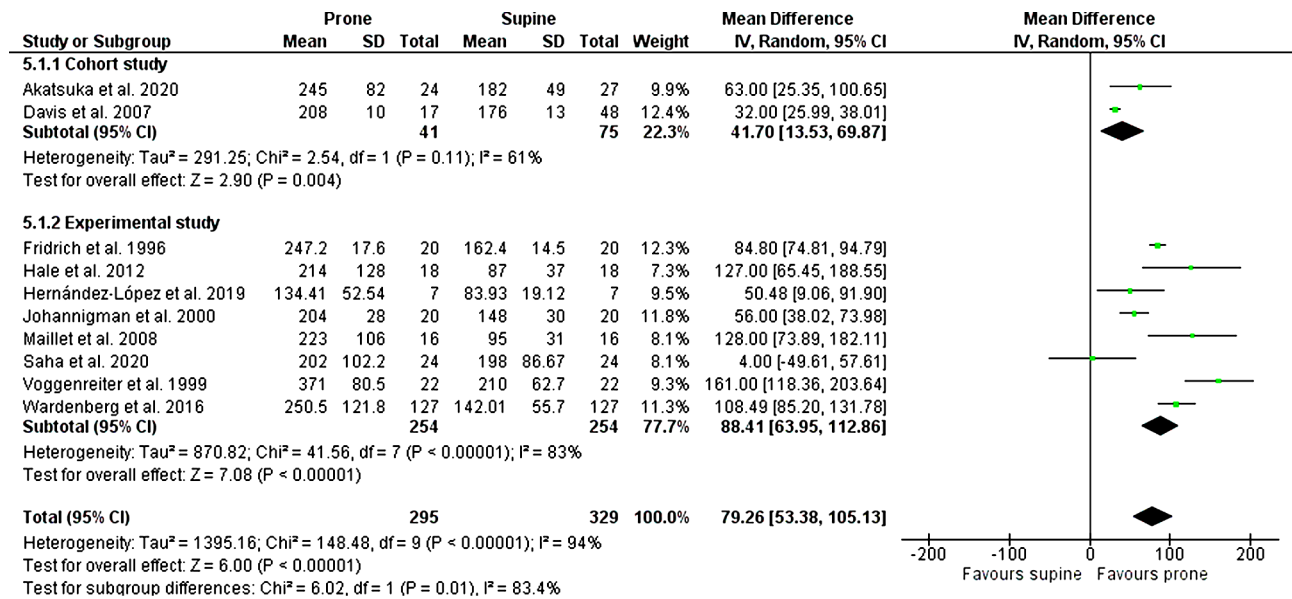 Prone Supine Mean Difference Mean Difference
Study or Subgroup Mean SD Total Mean SD Total Weight IV, Random, 95% CI IV, Random, 95% CI
5.1.1 Cohort study
Akatsuka et al. 2020 245 82 24 182 49 27 9.9% 63.00 [25.35, 100.65]
Davis et al. 2007 208 10 17 176 13 48 12.4% 32.00 [25.99, 38.01]
Subtotal (95% CI) 41 75 22.3% 41.70 [13.53, 69.87]
Heterogeneity: Tau² = 291.25; Chi² = 2.54, df = 1 (P = 0.11); I² = 61%
Test for overall effect: Z = 2.90 (P = 0.004)
5.1.2 Experimental study
Fridrich et al. 1996 247.2 17.6 20 162.4 14.5 20 12.3% 84.80 [74.81, 94.79]
Hale et al. 2012 214 128 18 87 37 18 7.3% 127.00 [65.45, 188.55]
Hernández-López et al. 2019 134.41 52.54 7 83.93 19.12 7 9.5% 50.48 [9.06, 91.90]
Johannigman et al. 2000 204 28 20 148 30 20 11.8% 56.00 [38.02, 73.98]
Maillet et al. 2008 223 106 16 95 31 16 8.1% 128.00 [73.89, 182.11]
Saha et al. 2020 202 102.2 24 198 86.67 24 8.1% 4.00 [-49.61, 57.61]
Voggenreiter et al. 1999 371 80.5 22 210 62.7 22 9.3% 161.00 [118.36, 203.64]
Wardenberg et al. 2016 250.5 121.8 127 142.01 55.7 127 11.3% 108.49 [85.20, 131.78]
Subtotal (95% CI) 254 254 77.7% 88.41 [63.95, 112.86]
Heterogeneity: Tau² = 870.82; Chi² = 41.56, df = 7 (P < 0.00001); I² = 83%
Test for overall effect: Z = 7.08 (P < 0.00001)
Total (95% CI) 295 329 100.0% 79.26 [53.38, 105.13]
Heterogeneity: Tau² = 1395.16; Chi² = 148.48, df = 9 (P < 0.00001); I² = 94%
Test for overall effect: Z = 6.00 (P < 0.00001)
Test for subgroup differences: Chi² = 6.02, df = 1 (P = 0.01), I² = 83.4%
-200 -100 0 100 200
Favours supine Favours prone